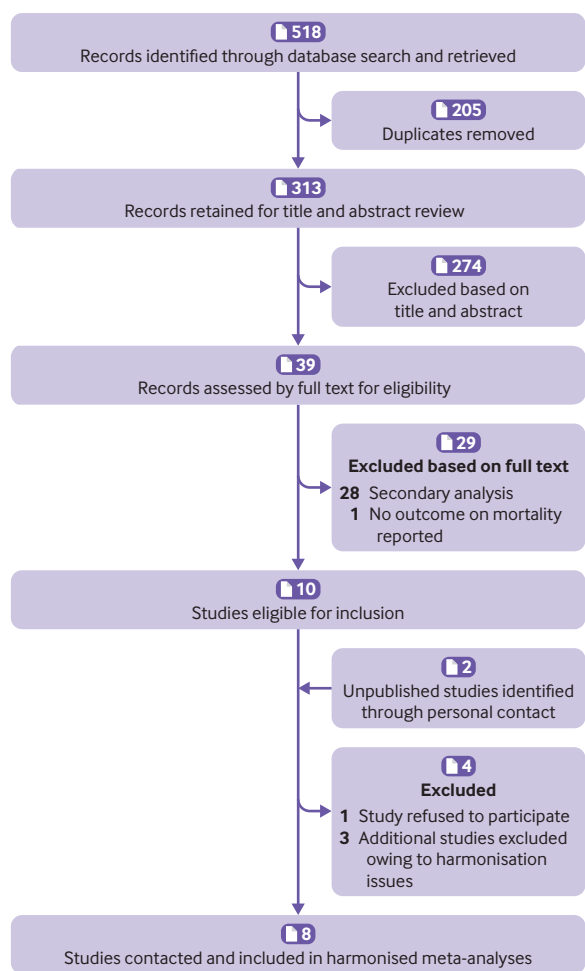 518
Records identified through database search and retrieved
205
Duplicates removed
313
Records retained for title and abstract review
274
Excluded based on
title and abstract
39
Records assessed by full text for eligibility
29
Excluded based on full text
28 Secondary analysis
1 No outcome on mortality
reported
10
Studies eligible for inclusion
2
Unpublished studies identified
through personal contact
4
Excluded
1 Study refused to participate
3 Additional studies excluded
owing to harmonisation
issues
8
Studies contacted and included in harmonised meta-analyses